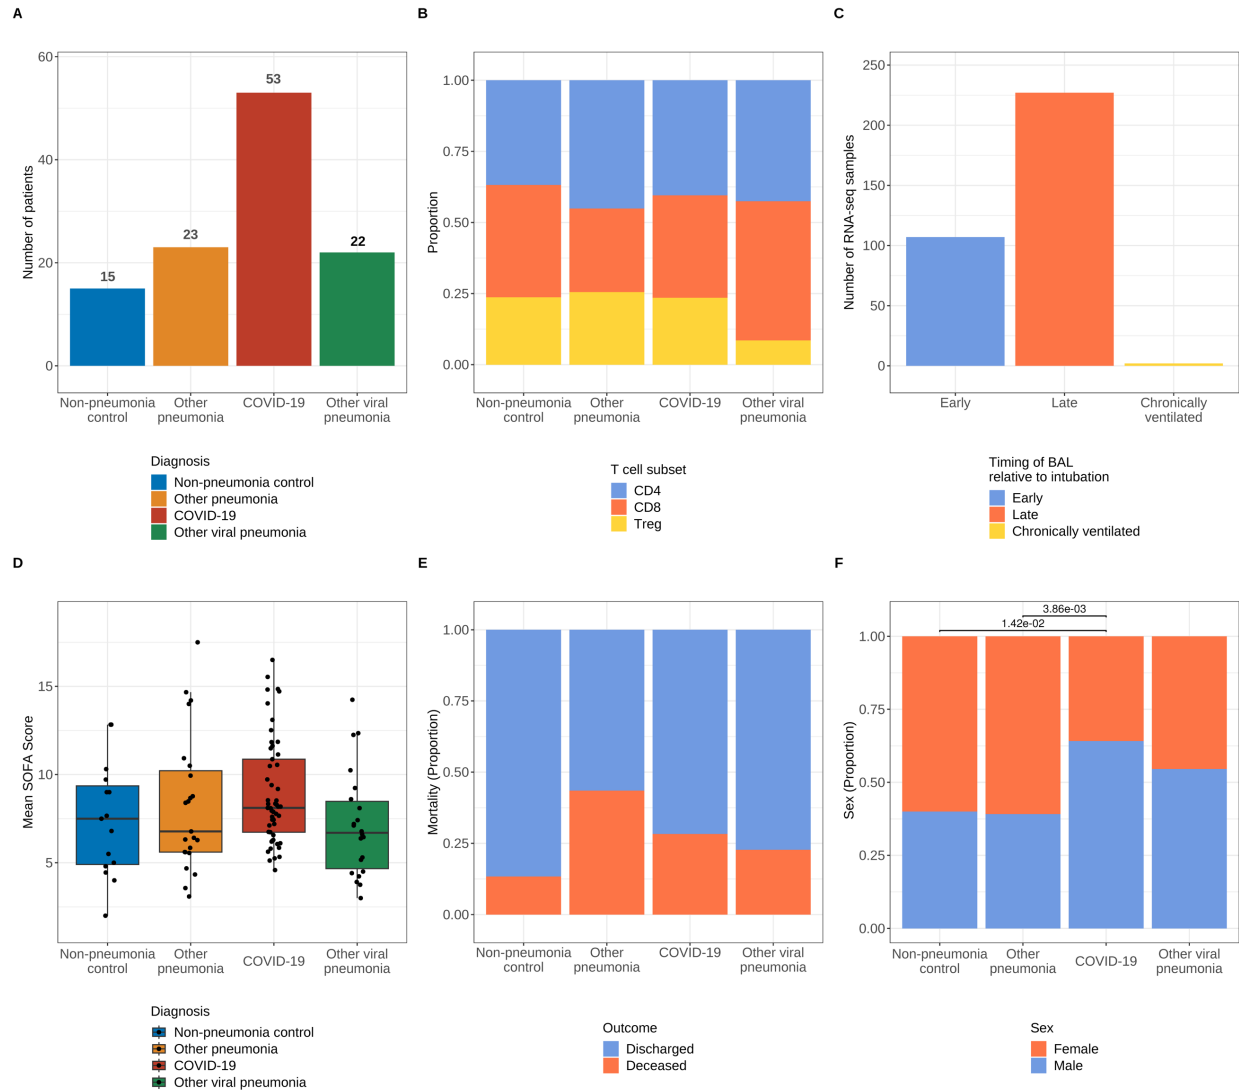 A
Number of patients
60
40
20
0
15
23
53
22
Non-pneumonia
control
Other
pneumonia
COVID-19
Other viral
pneumonia
Diagnosis
Non-pneumonia control
Other pneumonia
COVID-19
Other viral pneumonia
B
Proportion
1.00
0.75
0.50
0.25
0.00
Non-pneumonia
control
Other
pneumonia
COVID-19
Other viral
pneumonia
T cell subset
CD4
CD8
Treg
C
Number of RNA-seq samples
250
200
150
100
50
0
Early
Late
Chronically
ventilated
Timing of BAL
relative to intubation
Early
Late
Chronically ventilated
D
Mean SOFA Score
15
10
5
Non-pneumonia
control
Other
pneumonia
COVID-19
Other viral
pneumonia
Diagnosis
Non-pneumonia control
Other pneumonia
COVID-19
Other viral pneumonia
E
Mortality (Proportion)
1.00
0.75
0.50
0.25
0.00
Non-pneumonia
control
Other
pneumonia
COVID-19
Other viral
pneumonia
Outcome
Discharged
Deceased
F
Sex (Proportion)
3.86e-03
1.42e-02
1.00
0.75
0.50
0.25
0.00
Non-pneumonia
control
Other
pneumonia
COVID-19
Other viral
pneumonia
Sex
Female
Male